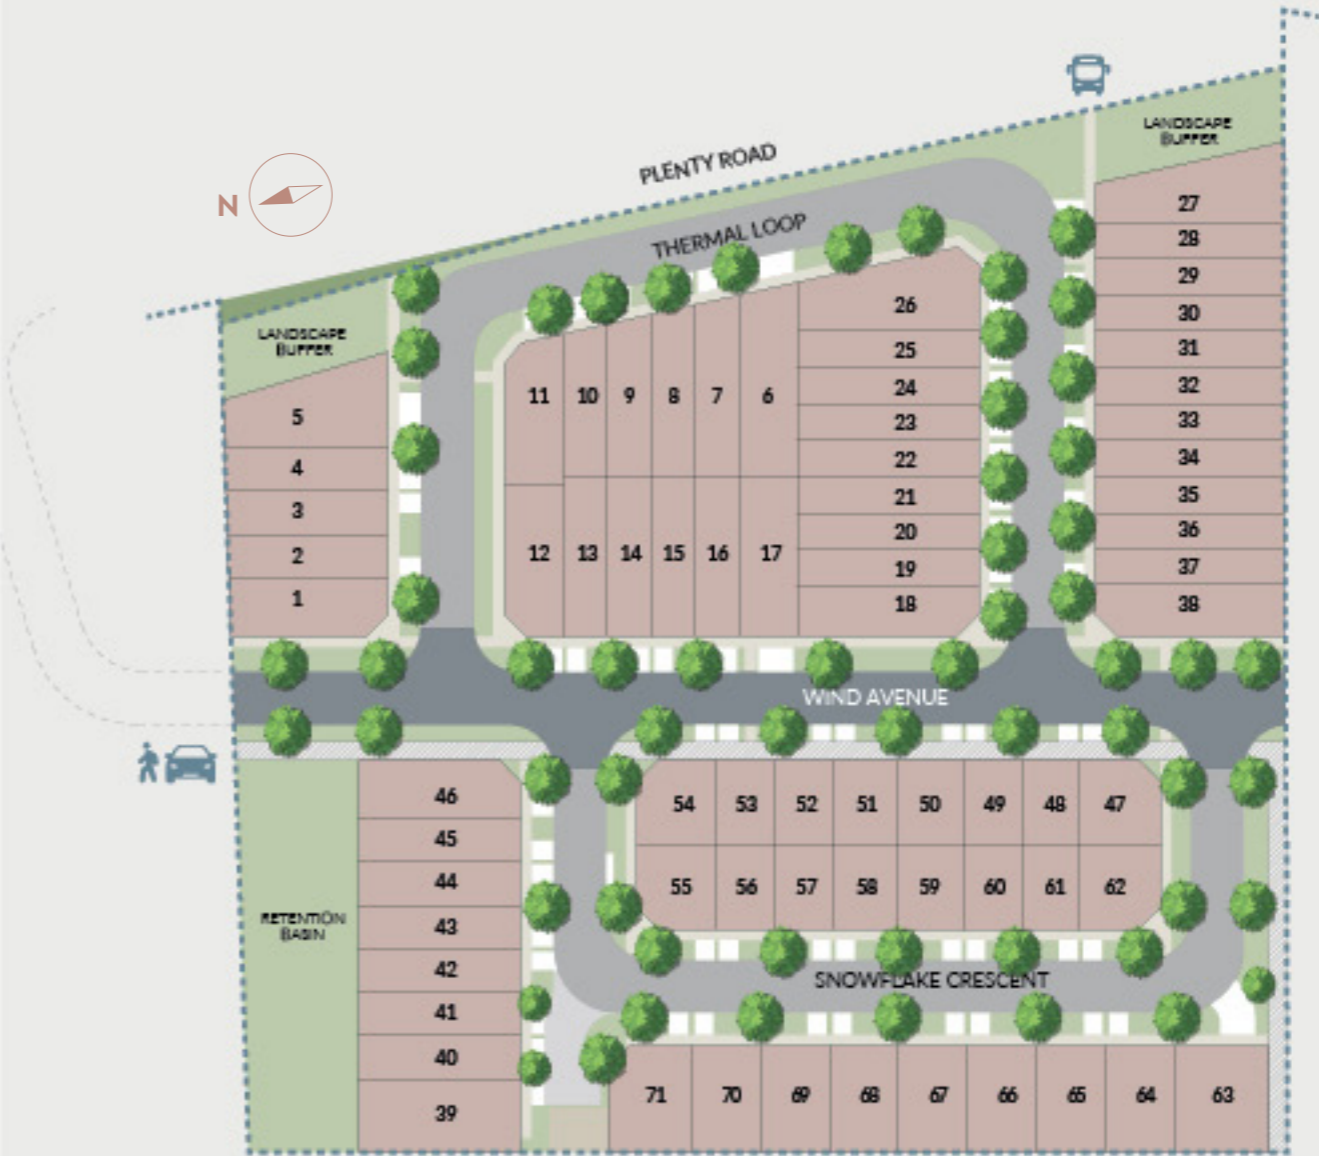 LANDSCAPE
BUFFER
PLENTY ROAD
N
27
THERMAL LOOP
28
29
26
30
LANDSCAPE
BUFFER
31
25
32
24
11 10 9 8 7 6
5
33
23
34
22
4
35
21
3
36
20
12 13 14 15 16 17
2
37
19
1
38
18
WIND AVENUE
46
54 53 52 51 50 49 48 47
45
44
55 56 57 58 59 60 61 62
RETENTION
BASIN
43
42
SNOWFLAKE CRESCENT
41
40
71 70 69 68 67 66 65 64 63
39